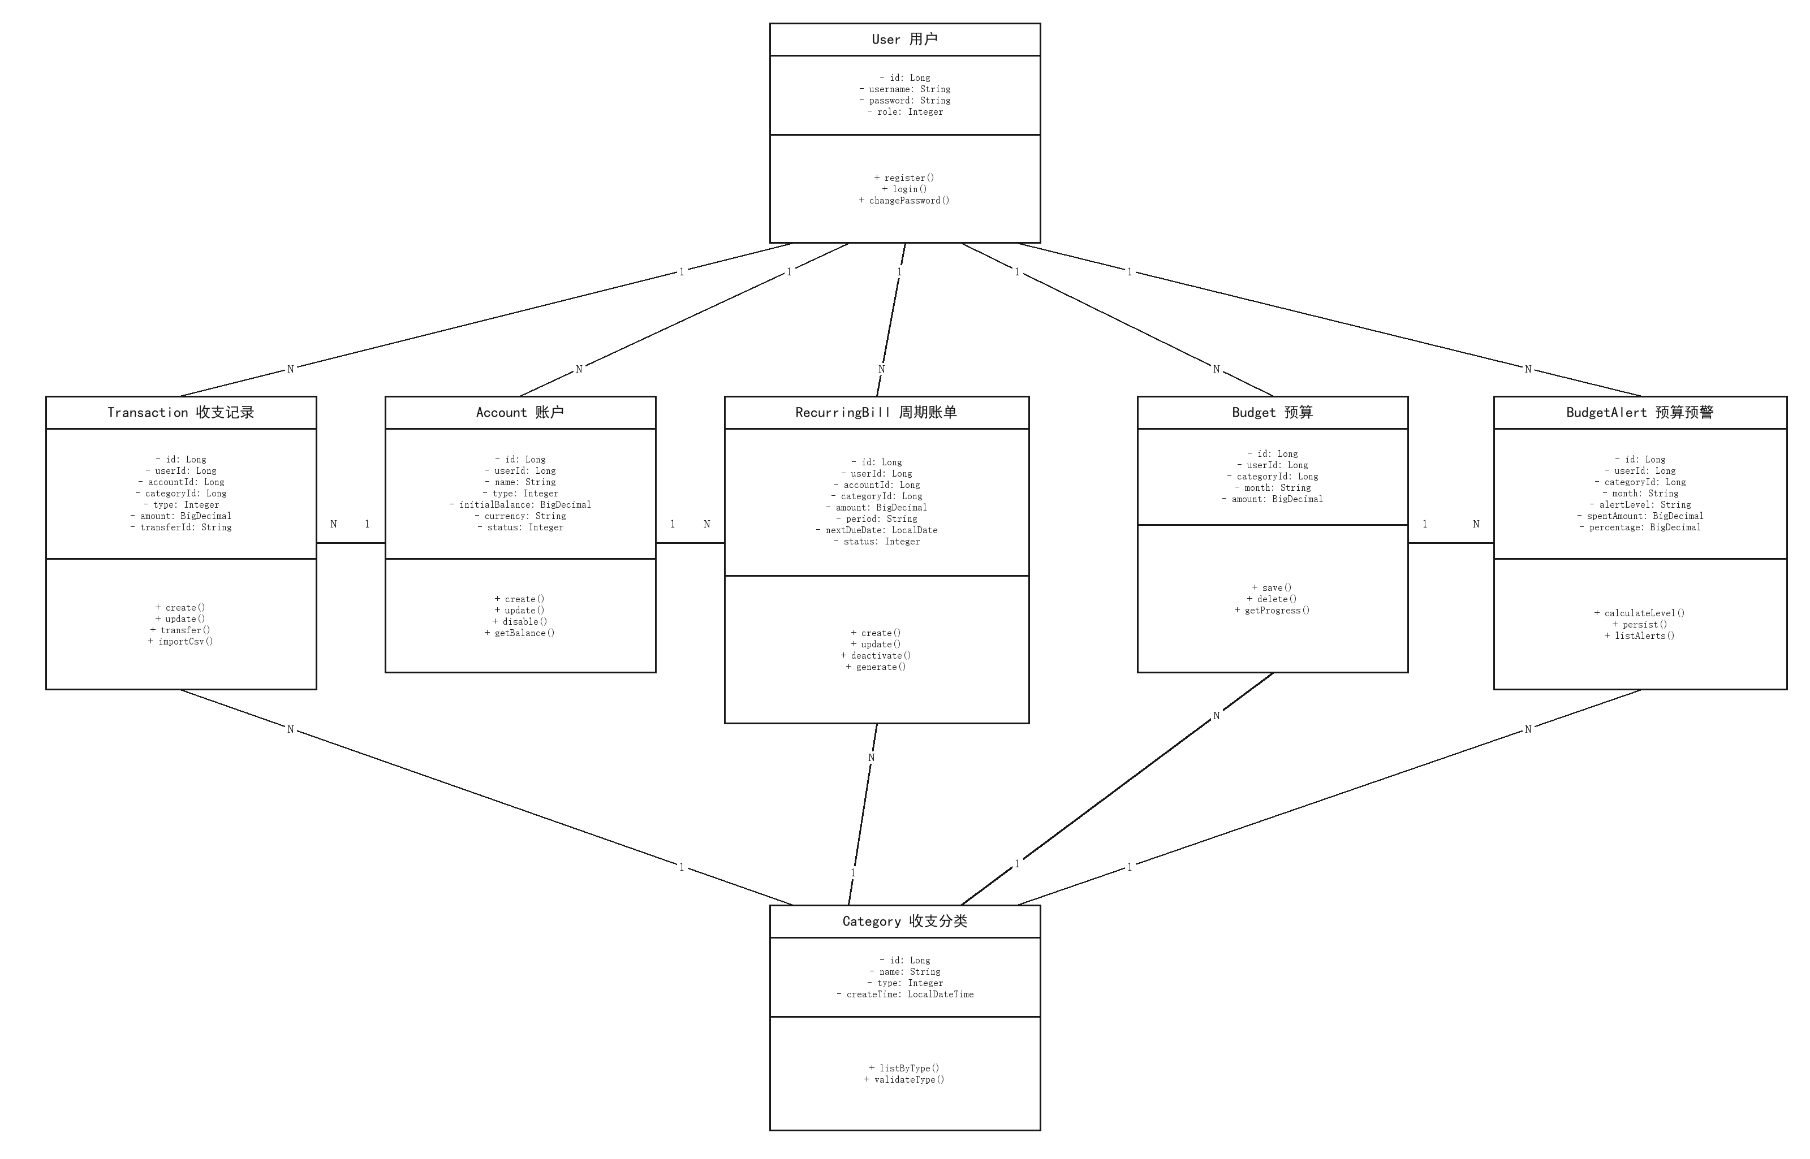 User 用户
- id: Long
- username: String
- password: String
- role: Integer
+ register()
+ login()
+ changePassword()
1
1
1
1
1
N
N
N
N
N
Transaction 收支记录
- id: Long
- userId: Long
- accountId: Long
- categoryId: Long
- type: Integer
- amount: BigDecimal
- transferId: String
+ create()
+ update()
+ transfer()
+ importCsv()
N 1
Account 账户
- id: Long
- userId: Long
- name: String
- type: Integer
- initialBalance: BigDecimal
- currency: String
- status: Integer
+ create()
+ update()
+ disable()
+ getBalance()
1 N
RecurringBill 周期账单
- id: Long
- userId: Long
- accountId: Long
- categoryId: Long
- amount: BigDecimal
- period: String
- nextDueDate: LocalDate
- status: Integer
+ create()
+ update()
+ deactivate()
+ generate()
Budget 预算
- id: Long
- userId: Long
- categoryId: Long
- month: String
- amount: BigDecimal
+ save()
+ delete()
+ getProgress()
1 N
BudgetAlert 预算预警
- id: Long
- userId: Long
- categoryId: Long
- month: String
- alertLevel: String
- spentAmount: BigDecimal
- percentage: BigDecimal
+ calculateLevel()
+ persist()
+ listAlerts()
N
N
N
N
1
1
1
1
Category 收支分类
- id: Long
- name: String
- type: Integer
- createTime: LocalDateTime
+ listByType()
+ validateType()